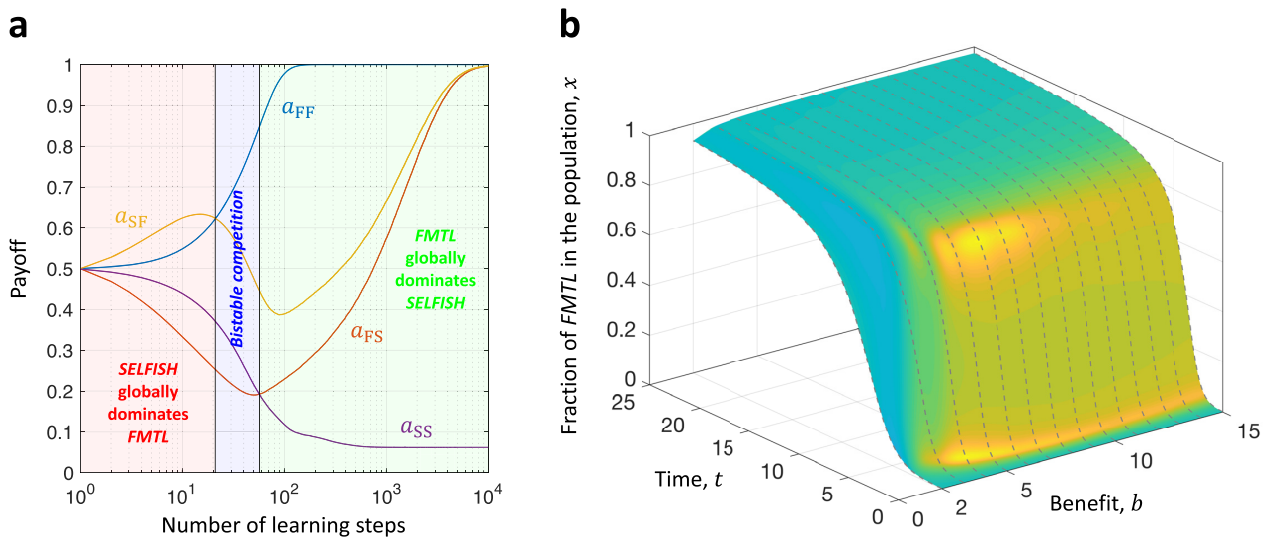 a
1
0.9
0.8
0.7
0.6
0.5
0.4
0.3
0.2
0.1
0
Payoff
a_FF
a_SF
a_FS
a_SS
SELFISH
globally
dominates
FMTL
Bistable competition
FMTL
globally
dominates
SELFISH
10^0
10^1
10^2
10^3
10^4
Number of learning steps
b
Fraction of FMTL in the population, x
1
0.8
0.6
0.4
0.2
0
25
20
15
10
5
0
Time, t
0
2
5
10
15
Benefit, b